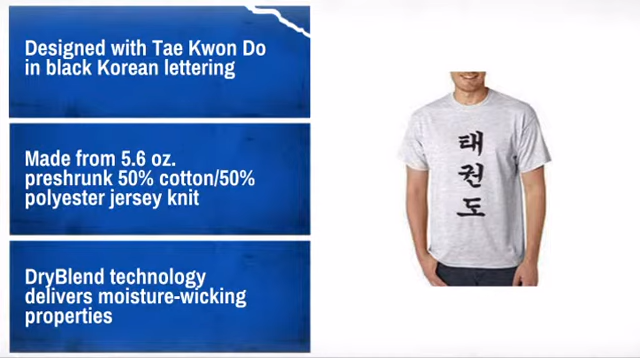 Designed with Tae Kwon Do
in black Korean lettering
Made from 5.6 oz.
preshrunk 50% cotton/50%
polyester jersey knit
DryBlend technology
delivers moisture-wicking
properties
태
권
도